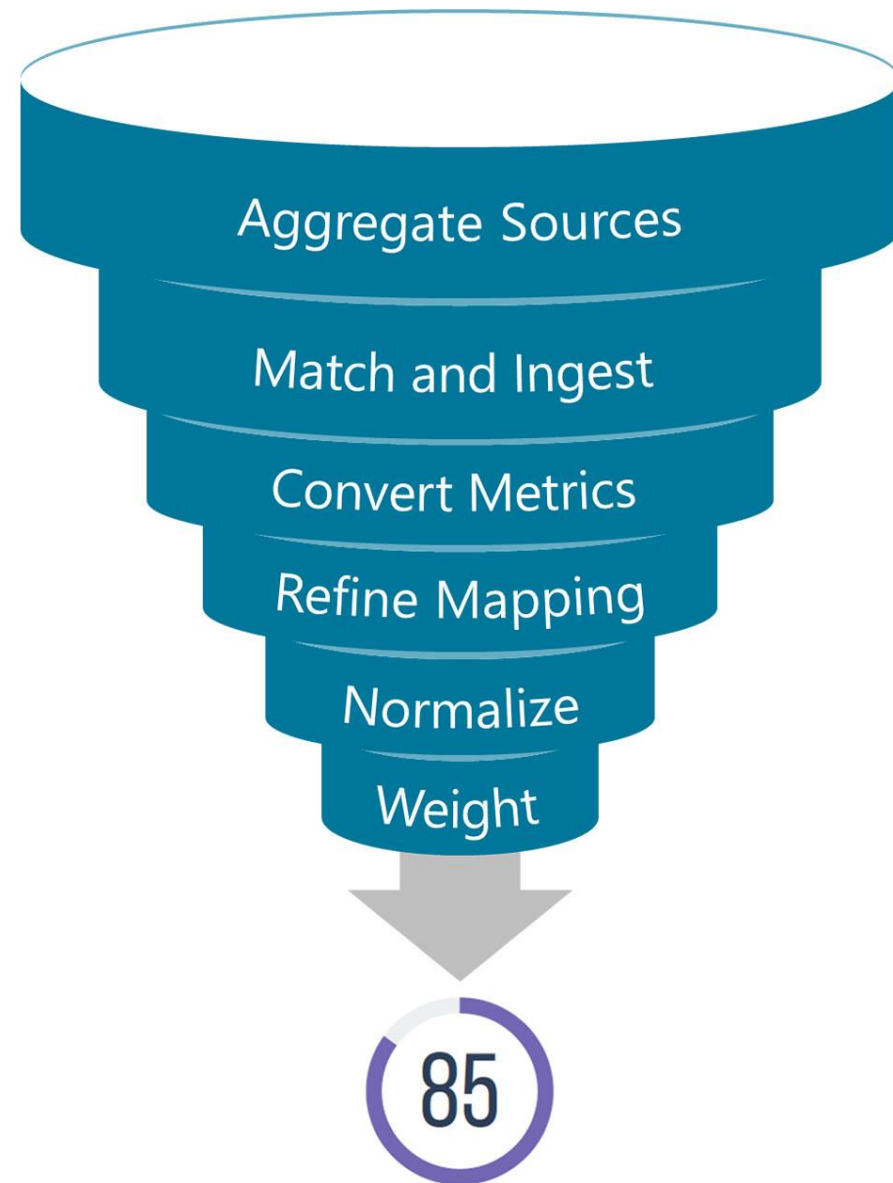 Aggregate Sources
Match and Ingest
Convert Metrics
Refine Mapping
Normalize
Weight
85